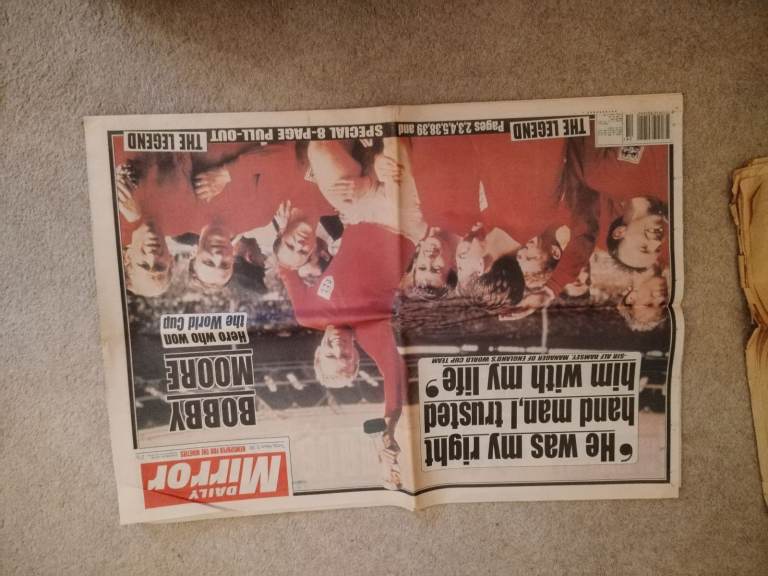 DAILY
Mirror
NEWSPAPER FOR THE NINETIES
❛He was my right
hand man, I trusted
him with my life❜
–SIR ALF RAMSEY, MANAGER OF ENGLAND'S WORLD CUP TEAM
BOBBY
MOORE
Hero who won
the World Cup
THE LEGEND Pages 2,3,4,5,38,39 and SPECIAL 8-PAGE PULL-OUT THE LEGEND